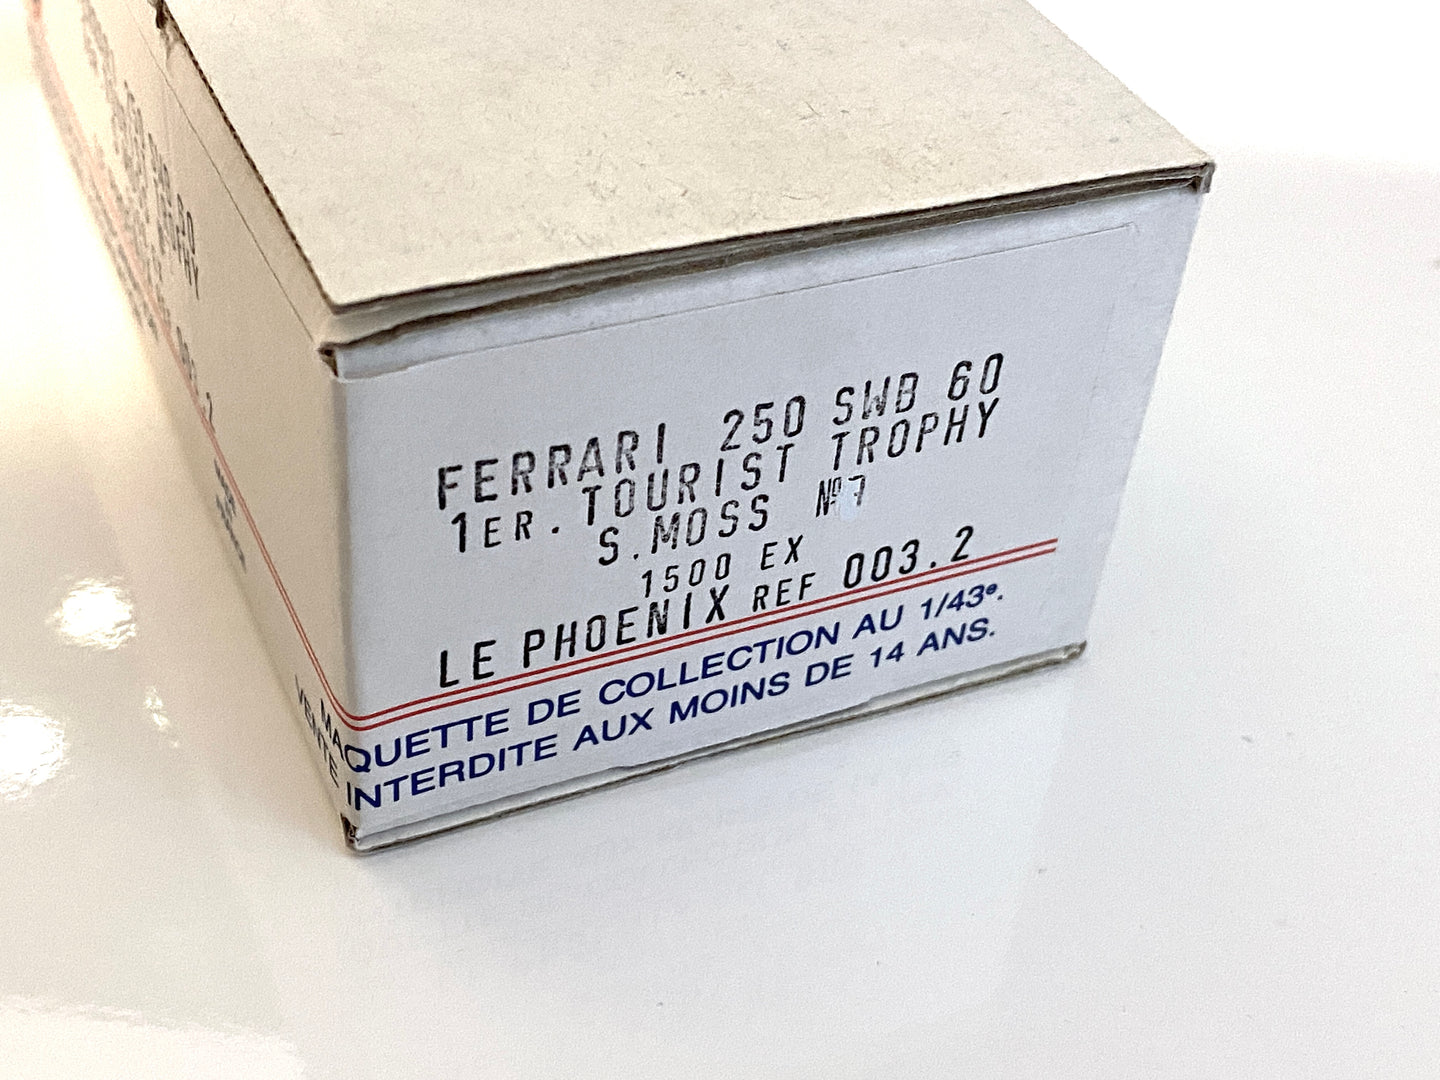 FERRARI 250 SWB 60
1ER. TOURIST TROPHY
S.MOSS Nº7
1500 EX
LE PHOENIX REF 003.2
MAQUETTE DE COLLECTION AU 1/43e.
VENTE INTERDITE AUX MOINS DE 14 ANS.